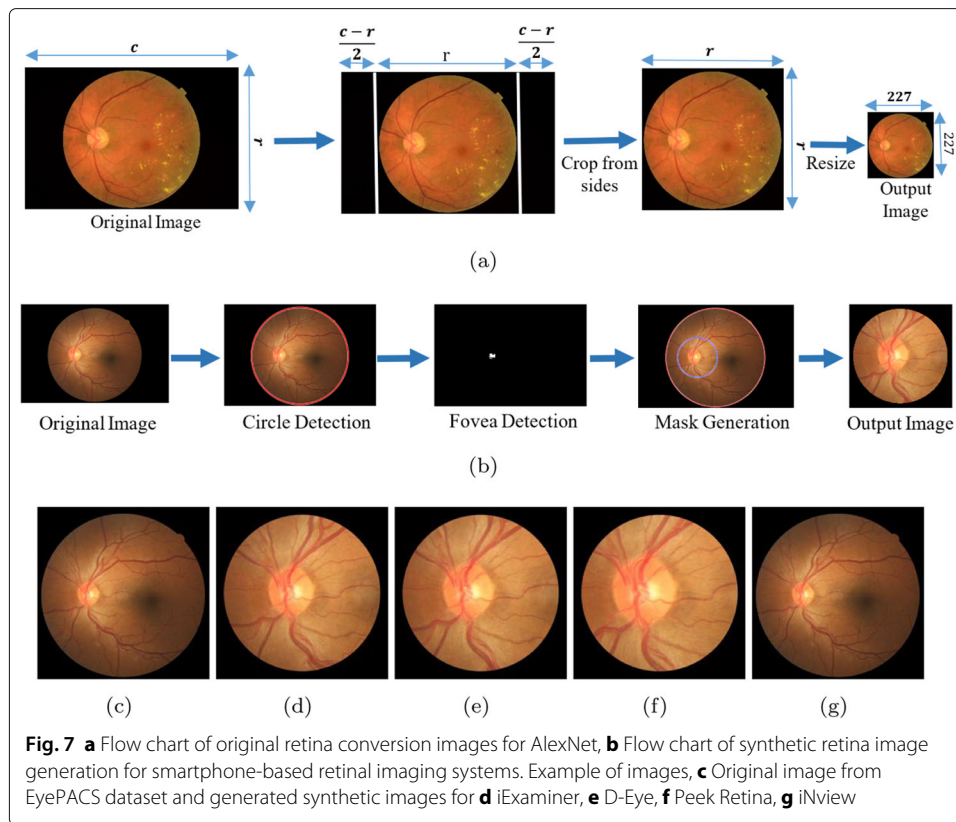 c
r
Original Image
c − r
2
r
c − r
2
Crop from
sides
r
r
Resize
227
227
Output
Image
(a)
Original Image
Circle Detection
Fovea Detection
Mask Generation
Output Image
(b)
(c)
(d)
(e)
(f)
(g)
Fig. 7 a Flow chart of original retina conversion images for AlexNet, b Flow chart of synthetic retina image
generation for smartphone-based retinal imaging systems. Example of images, c Original image from
EyePACS dataset and generated synthetic images for d iExaminer, e D-Eye, f Peek Retina, g iNview